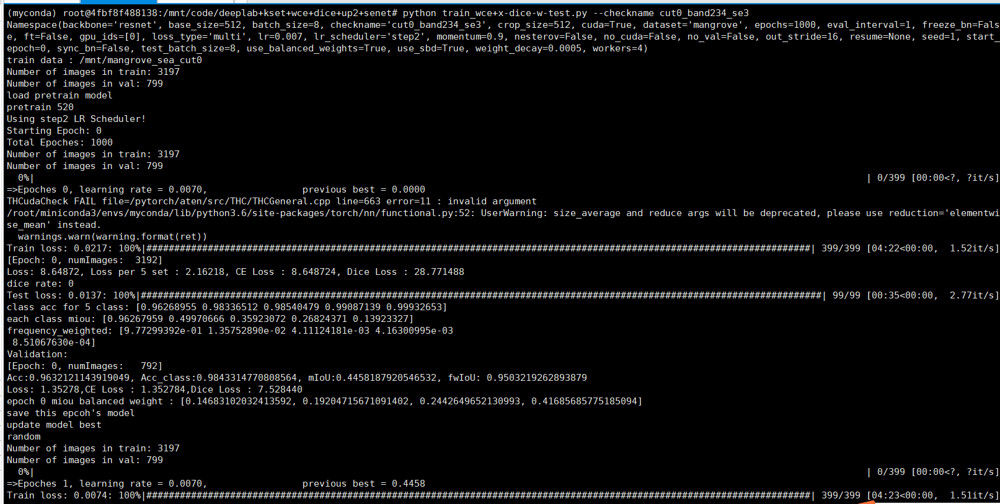 (myconda) root@4fbf8f488138:/mnt/code/deeplab+kset+wce+dice+up2+senet# python train_wce+x-dice-w-test.py --checkname cut0_band234_se3
Namespace(backbone='resnet', base_size=512, batch_size=8, checkname='cut0_band234_se3', crop_size=512, cuda=True, dataset='mangrove', epochs=1000, eval_interval=1, freeze_bn=Fals
e, ft=False, gpu_ids=[0], loss_type='multi', lr=0.007, lr_scheduler='step2', momentum=0.9, nesterov=False, no_cuda=False, no_val=False, out_stride=16, resume=None, seed=1, start_
epoch=0, sync_bn=False, test_batch_size=8, use_balanced_weights=True, use_sbd=True, weight_decay=0.0005, workers=4)
train data : /mnt/mangrove_sea_cut0
Number of images in train: 3197
Number of images in val: 799
load pretrain model
pretrain 520
Using step2 LR Scheduler!
Starting Epoch: 0
Total Epoches: 1000
Number of images in train: 3197
Number of images in val: 799
0%| | 0/399 [00:00<?, ?it/s]
=>Epoches 0, learning rate = 0.0070, previous best = 0.0000
THCudaCheck FAIL file=/pytorch/aten/src/THC/THCGeneral.cpp line=663 error=11 : invalid argument
/root/miniconda3/envs/myconda/lib/python3.6/site-packages/torch/nn/functional.py:52: UserWarning: size_average and reduce args will be deprecated, please use reduction='elementwi
se_mean' instead.
warnings.warn(warning.format(ret))
Train loss: 0.0217: 100%|#######################################################################################################################| 399/399 [04:22<00:00, 1.52it/s]
[Epoch: 0, numImages: 3192]
Loss: 8.64872, Loss per 5 set : 2.16218, CE Loss : 8.648724, Dice Loss : 28.771488
dice rate: 0
Test loss: 0.0137: 100%|##########################################################################################################################| 99/99 [00:35<00:00, 2.77it/s]
class acc for 5 class: [0.96268955 0.98336512 0.98540479 0.99087139 0.99932653]
each class miou: [0.96267959 0.49970666 0.35923072 0.26824371 0.13923327]
frequency_weighted: [9.77299392e-01 1.35752890e-02 4.11124181e-03 4.16300995e-03
8.51067630e-04]
Validation:
[Epoch: 0, numImages: 792]
Acc:0.9632121143919049, Acc_class:0.9843314770808564, mIoU:0.4458187920546532, fwIoU: 0.9503219262893879
Loss: 1.35278,CE Loss : 1.352784,Dice Loss : 7.528440
epoch 0 miou balanced weight : [0.14683102032413592, 0.19204715671091402, 0.2442649652130993, 0.41685685775185094]
save this epcoh's model
update model best
random
Number of images in train: 3197
Number of images in val: 799
0%| | 0/399 [00:00<?, ?it/s]
=>Epoches 1, learning rate = 0.0070, previous best = 0.4458
Train loss: 0.0074: 100%|#######################################################################################################################| 399/399 [04:23<00:00, 1.51it/s]